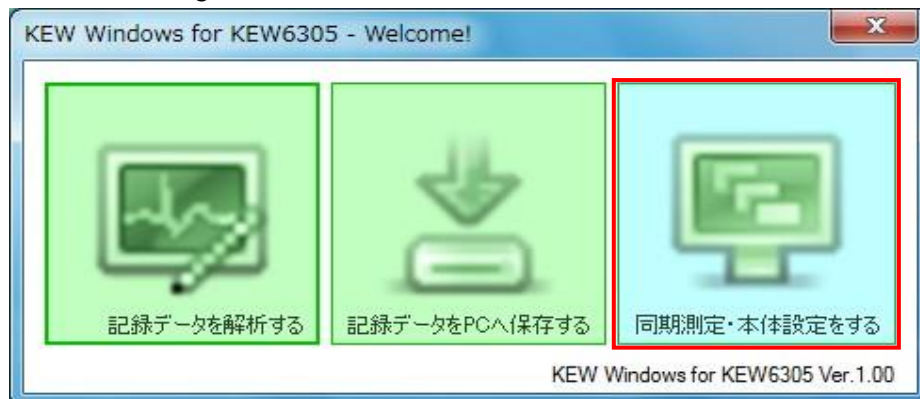 KEW Windows for KEW6305 - Welcome!
記録データを解析する
記録データをPCへ保存する
同期測定・本体設定をする
KEW Windows for KEW6305 Ver.1.00